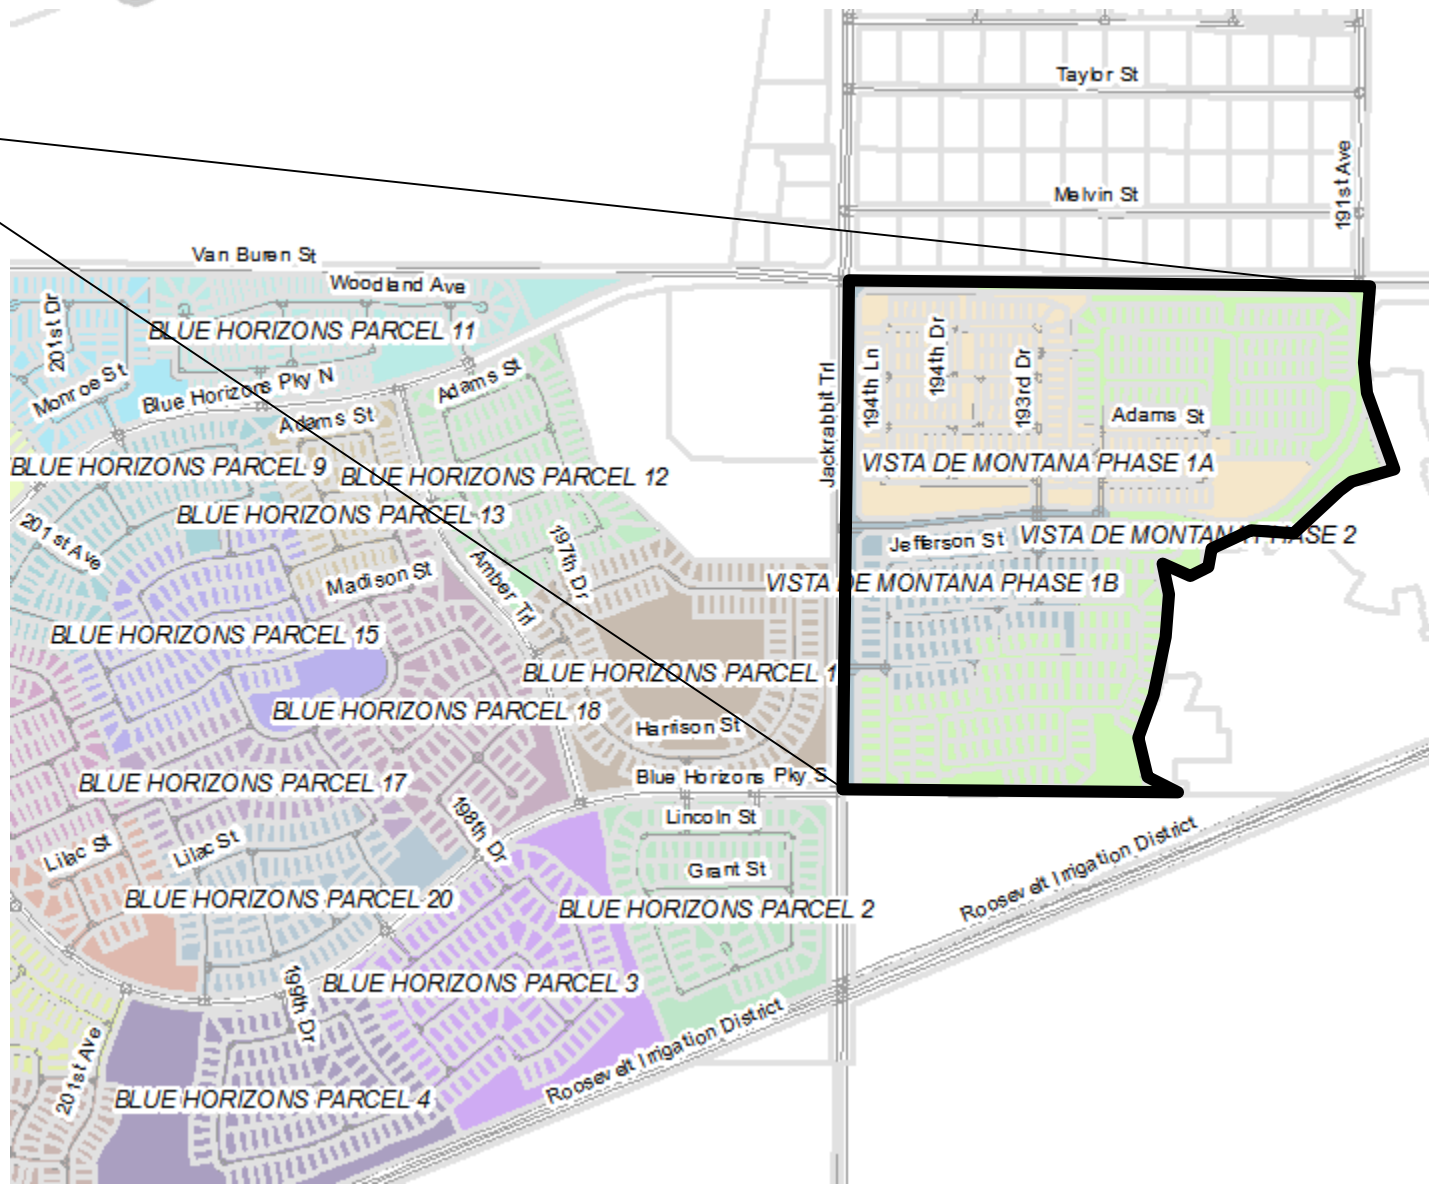 Taylor St
191st Ave
Melvin St
Van Buren St
Woodland Ave
201st Dr
BLUE HORIZONS PARCEL 11
Monroe St
Blue Horizons Pky N
Adams St
Adams St
Jackrabbit Trl
194th Ln
194th Dr
193rd Dr
Adams St
BLUE HORIZONS PARCEL 9
BLUE HORIZONS PARCEL 12
VISTA DE MONTANA PHASE 1A
BLUE HORIZONS PARCEL 13
201st Ave
Jefferson St
VISTA DE MONTANA PHASE 2
197th Dr
Amber Trl
Madison St
VISTA DE MONTANA PHASE 1B
BLUE HORIZONS PARCEL 15
BLUE HORIZONS PARCEL 1
BLUE HORIZONS PARCEL 18
Harrison St
Blue Horizons Pky S
BLUE HORIZONS PARCEL 17
198th Dr
Lincoln St
Lilac St
Lilac St
Grant St
Roosevelt Irrigation District
BLUE HORIZONS PARCEL 20
BLUE HORIZONS PARCEL 2
BLUE HORIZONS PARCEL 3
199th Dr
Roosevelt Irrigation District
201st Ave
BLUE HORIZONS PARCEL 4